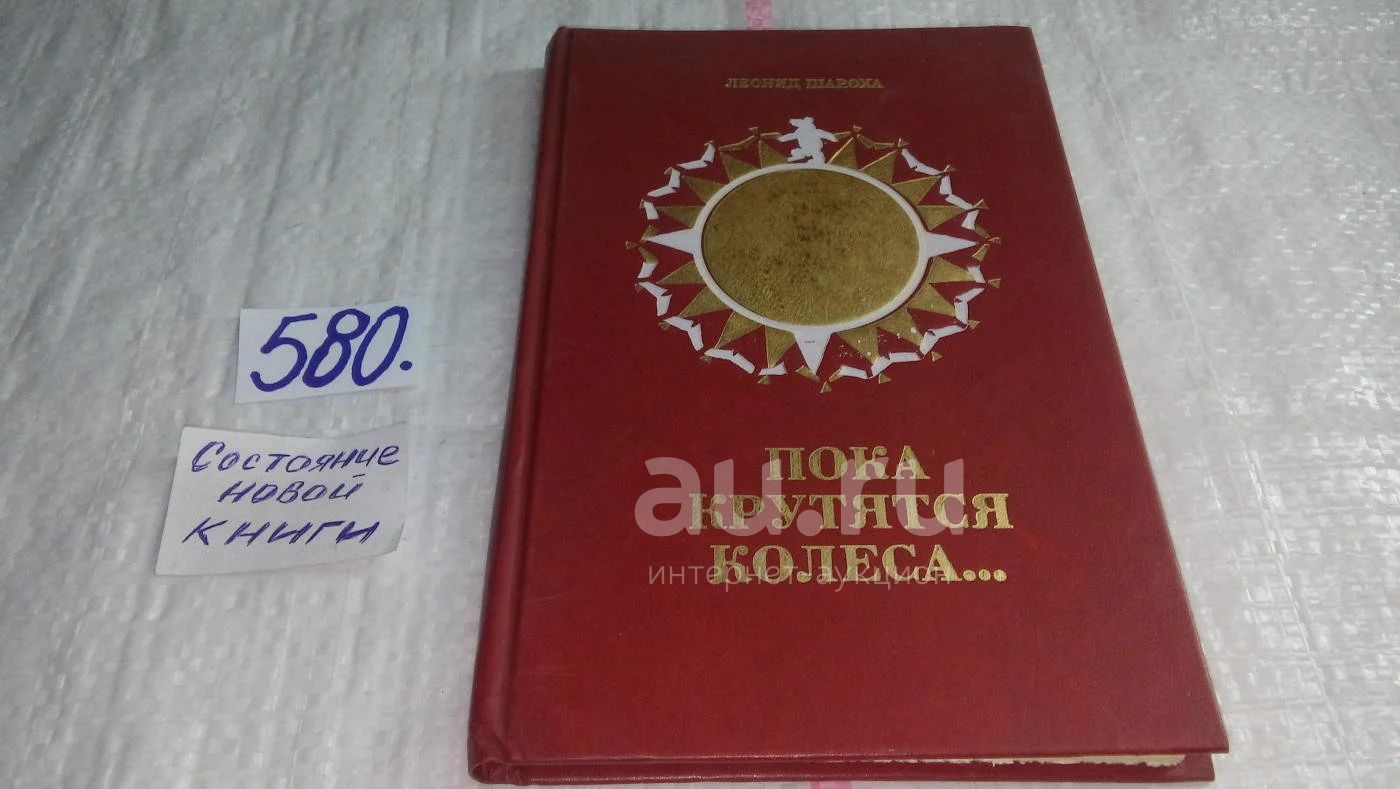 ЛЕОНИД ШАРОХА
ПОКА
КРУТЯТСЯ
КОЛЕСА...
580.
Состояние
новой
книги
au.ru
интернет-аукцион